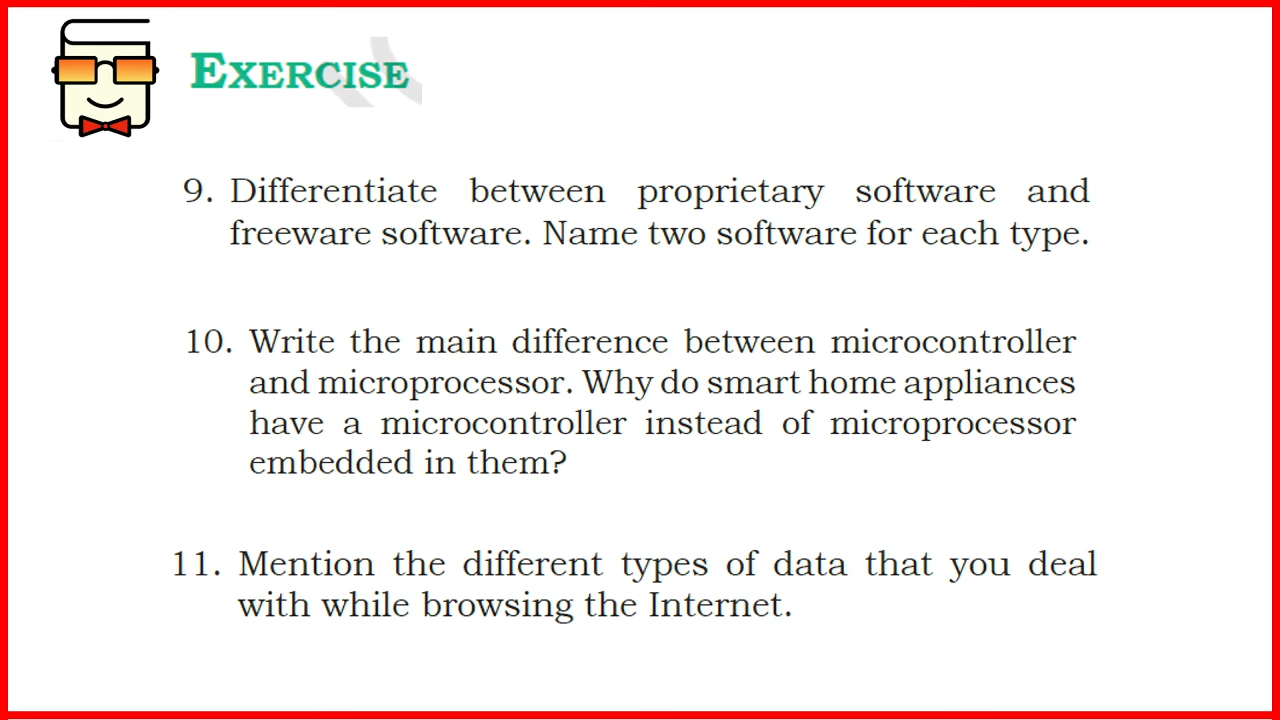 EXERCISE
9. Differentiate between proprietary software and
freeware software. Name two software for each type.
10. Write the main difference between microcontroller
and microprocessor. Why do smart home appliances
have a microcontroller instead of microprocessor
embedded in them?
11. Mention the different types of data that you deal
with while browsing the Internet.